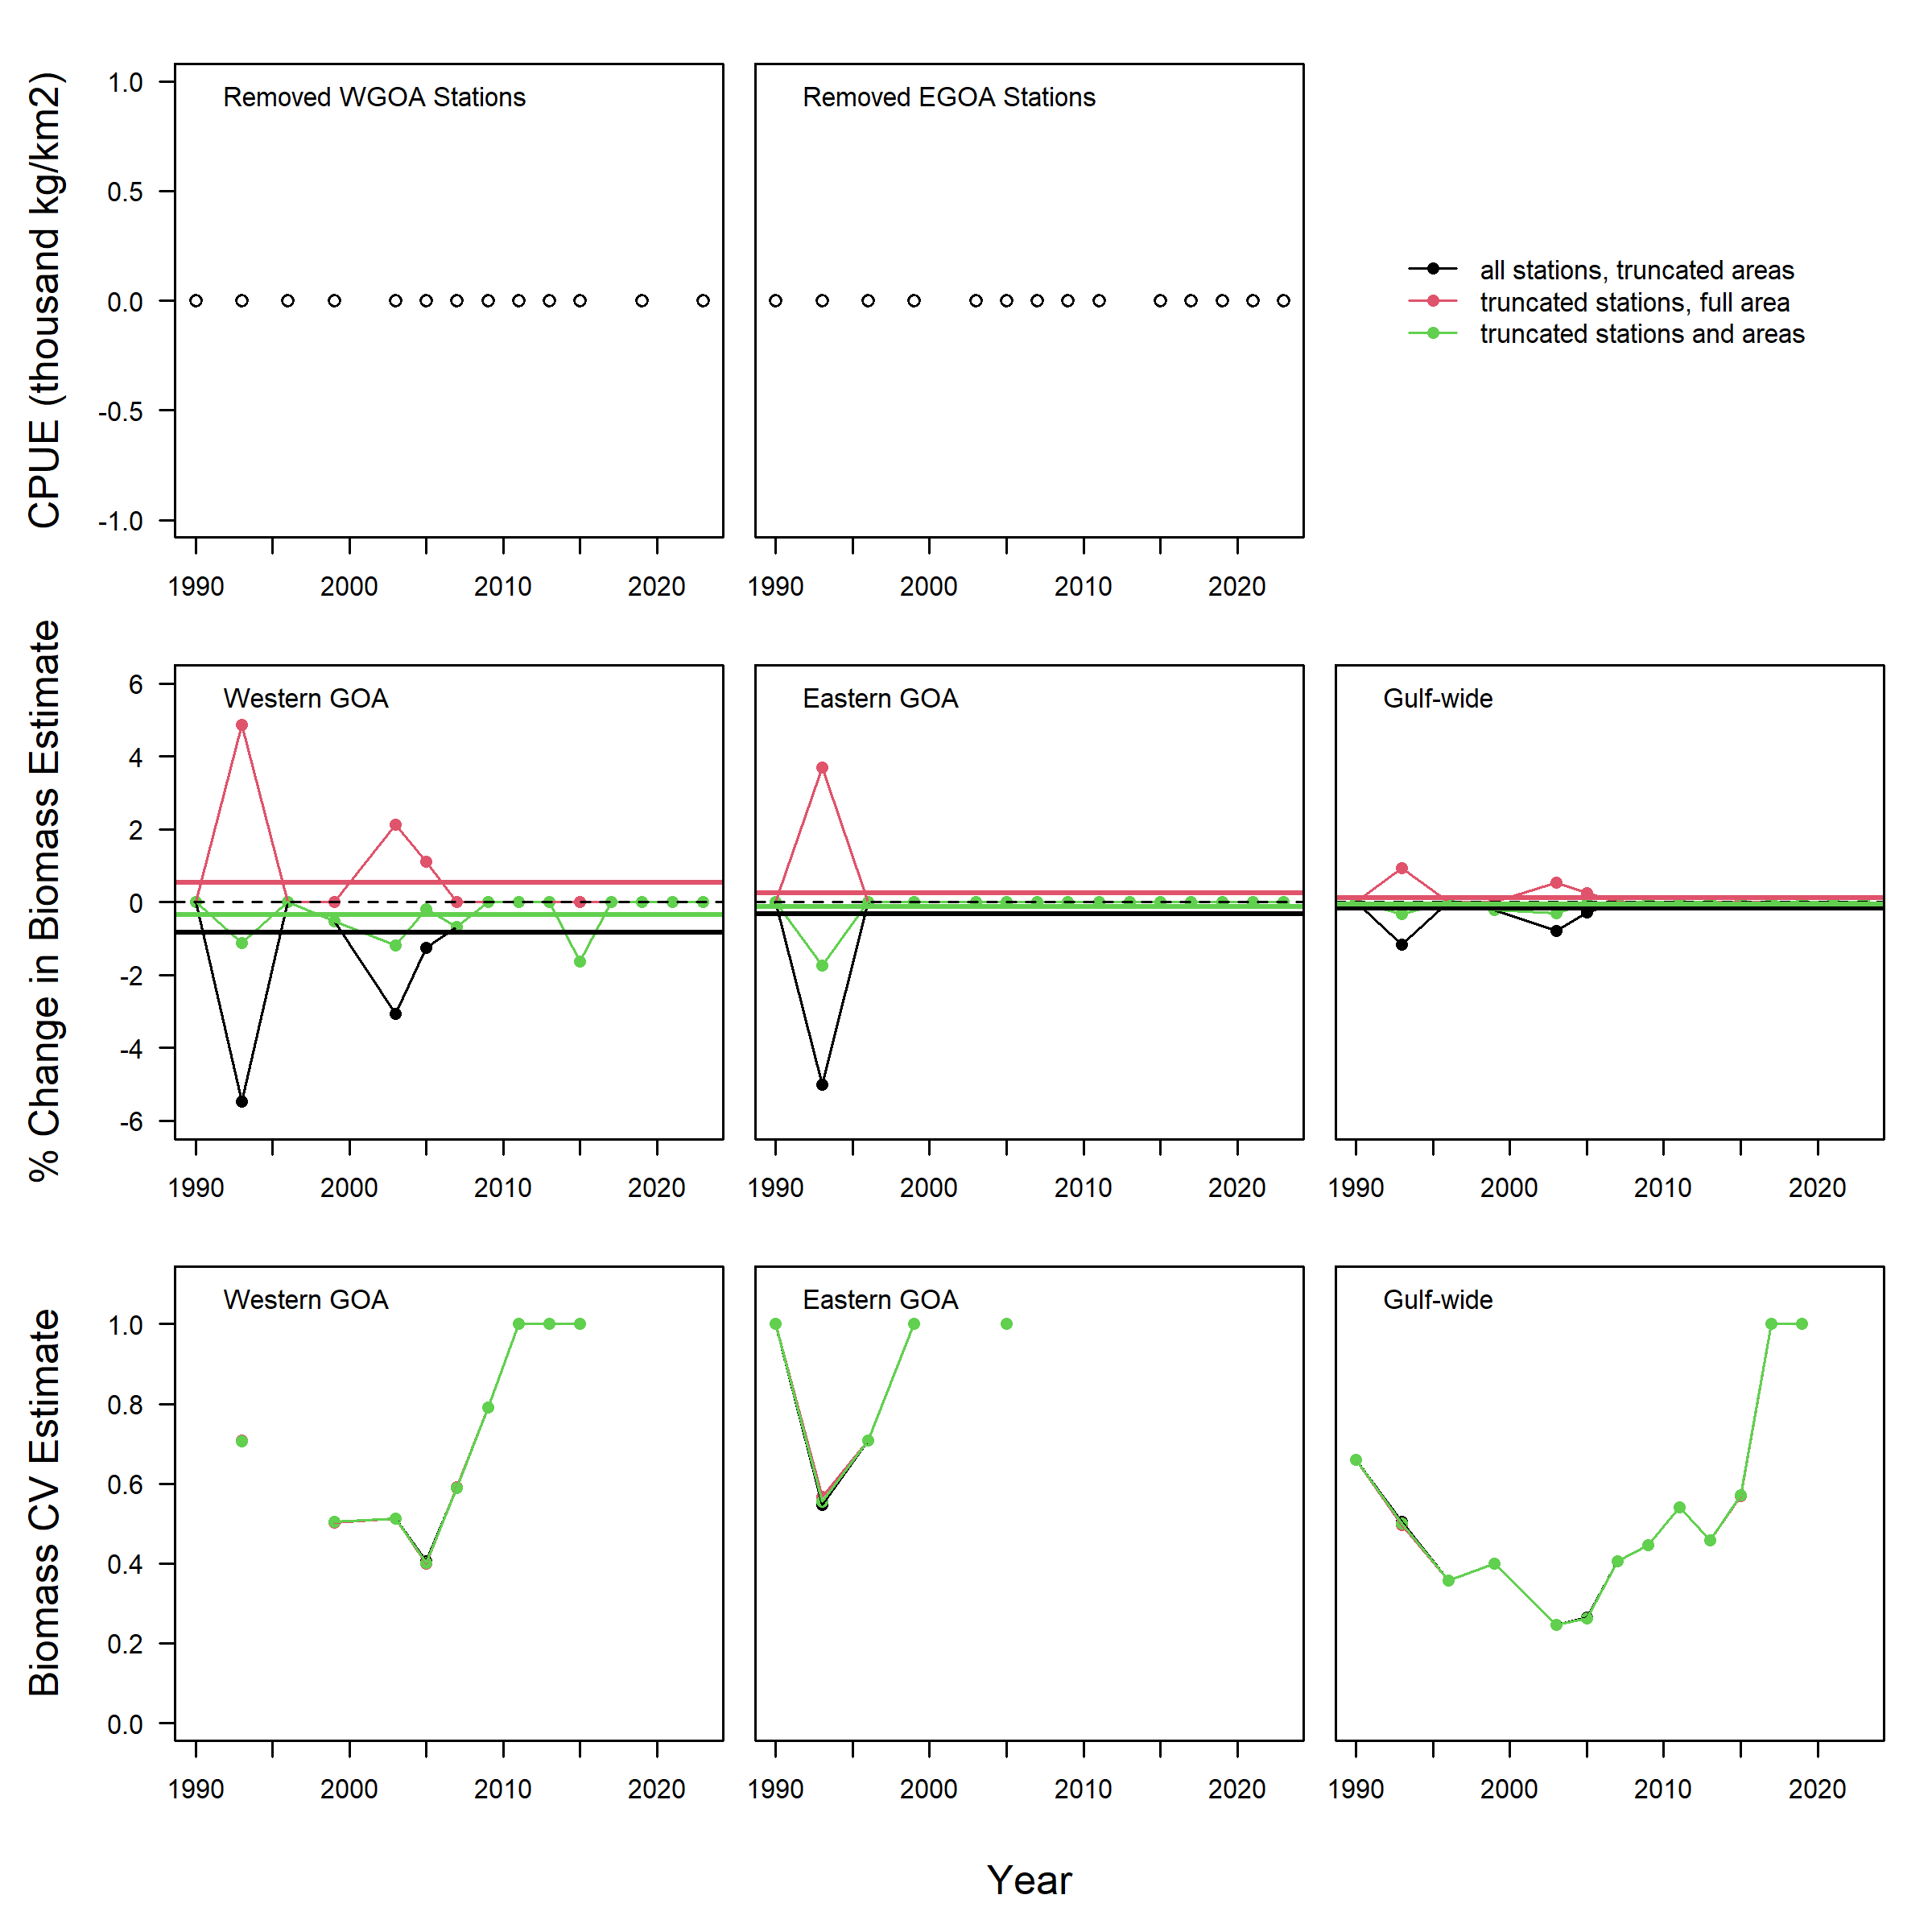 CPUE (thousand kg/km2)
1.0
0.5
0.0
-0.5
-1.0
Removed WGOA Stations
1990 2000 2010 2020
Removed EGOA Stations
1990 2000 2010 2020
all stations, truncated areas
truncated stations, full area
truncated stations and areas
% Change in Biomass Estimate
6
4
2
0
-2
-4
-6
Western GOA
1990 2000 2010 2020
Eastern GOA
1990 2000 2010 2020
Gulf-wide
1990 2000 2010 2020
Biomass CV Estimate
1.0
0.8
0.6
0.4
0.2
0.0
Western GOA
1990 2000 2010 2020
Eastern GOA
1990 2000 2010 2020
Gulf-wide
1990 2000 2010 2020
Year